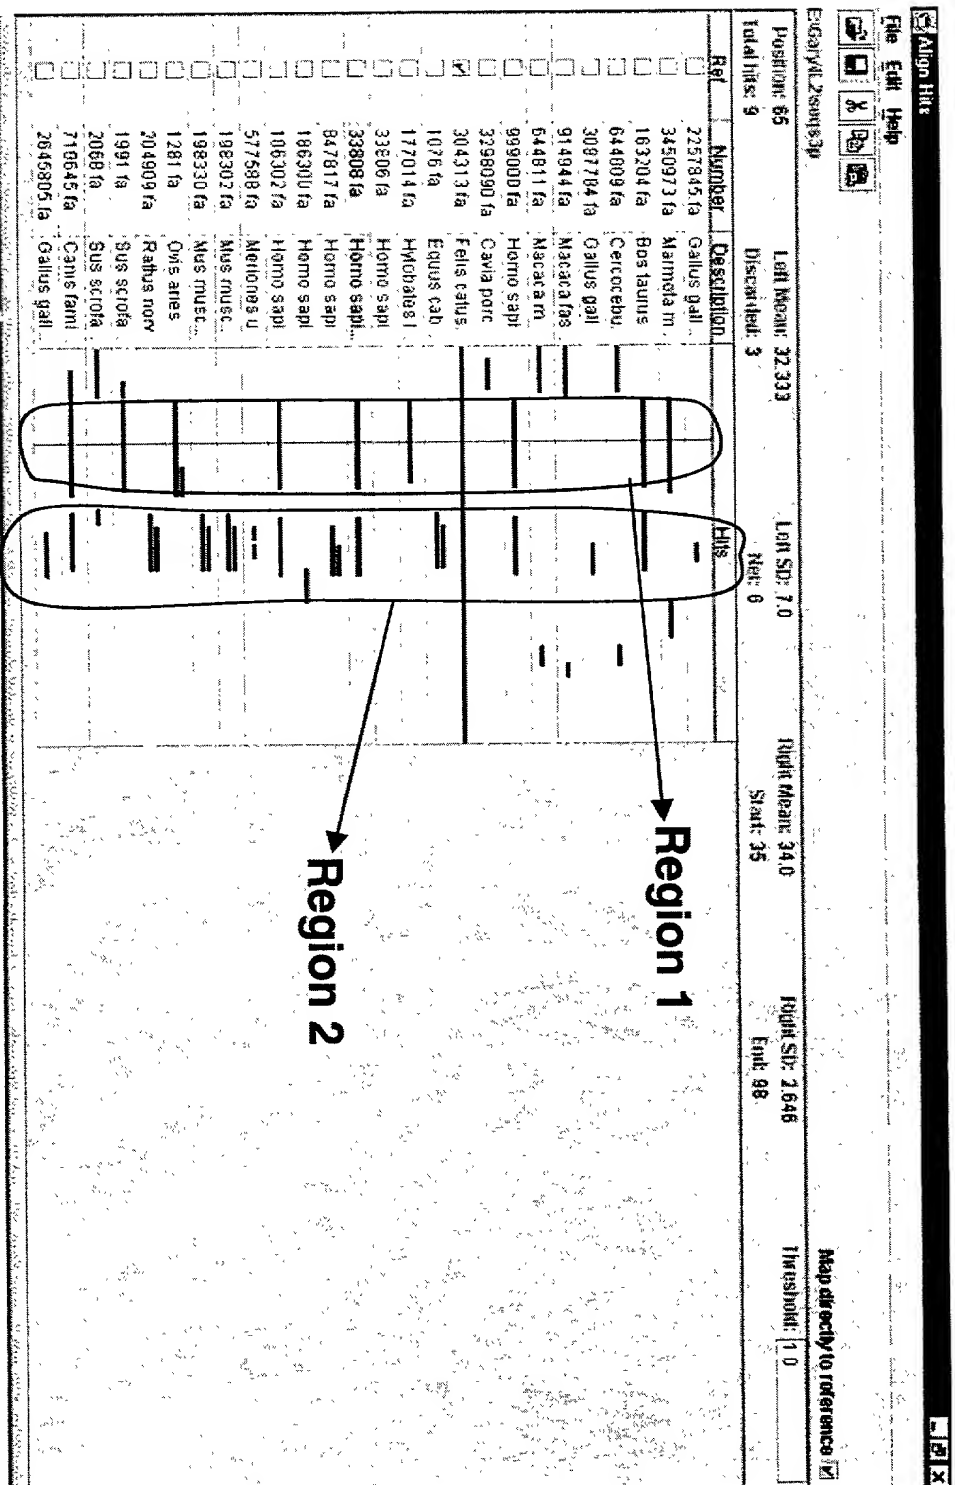 Align Hits
File Edit Help
E:\Gary\IL2\seqs3p
Map directly to reference
Position: 66 Left Mean: 32.333 Left SD: 7.0 Right Mean: 34.0 Right SD: 2.646 Threshold: 1.0
Total hits: 9 Discarded: 3 Net: 6 Start: 35 End: 98
Ref Number Description Hits
2257845.fa Gallus gall
3450973.fa Marmota m
163204.fa Bos taurus
644809.fa Cercocebu
3087784.fa Gallus gall
914944.fa Macaca fas
644811.fa Macaca m
999000.fa Homo sapi
3298090.fa Cavia porc
304313.fa Felis catus
1076.fa Equus cab
177014.fa Hylobates l
33806.fa Homo sapi
33808.fa Homo sapi...
847817.fa Homo sapi
186300.fa Homo sapi
106302.fa Homo sapi
577588.fa Meriones u
198302.fa Mus musc...
198330.fa Mus musc...
1281.fa Ovis aries
204909.fa Rattus norv
1991.fa Sus scrofa
2068.fa Sus scrofa
710645.fa Canis fami
2645805.fa Gallus gall
Region 1
Region 2